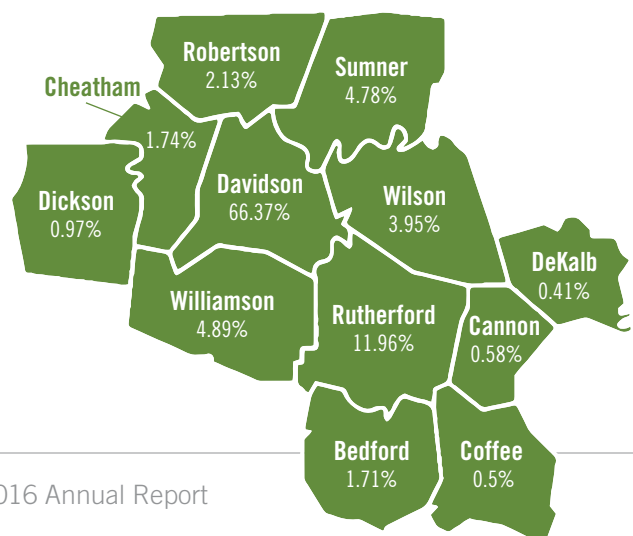 Robertson
2.13%
Sumner
4.78%
Cheatham
1.74%
Davidson
66.37%
Wilson
3.95%
Dickson
0.97%
DeKalb
0.41%
Williamson
4.89%
Rutherford
11.96%
Cannon
0.58%
Bedford
1.71%
Coffee
0.5%
016 Annual Report